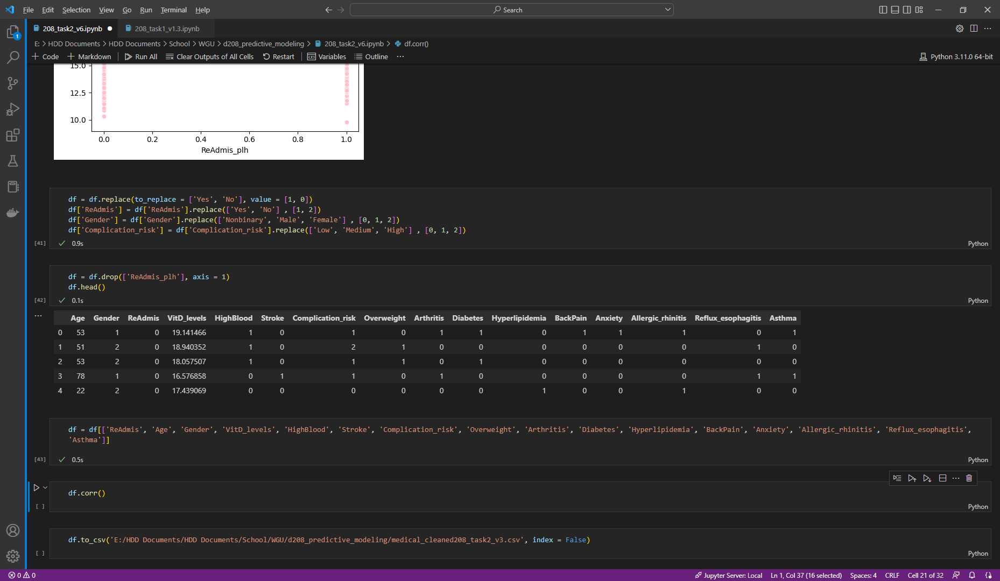 File Edit Selection View Go Run Terminal Help
Search
208_task2_v6.ipynb
208_task1_v1.3.ipynb
E: > HDD Documents > HDD Documents > School > WGU > d208_predictive_modeling > 208_task2_v6.ipynb > df.corr()
+ Code + Markdown Run All Clear Outputs of All Cells Restart Variables Outline ...
Python 3.11.0 64-bit
15.0
12.5
10.0
0.0 0.2 0.4 0.6 0.8 1.0
ReAdmis_plh
df = df.replace(to_replace = ['Yes', 'No'], value = [1, 0])
df['ReAdmis'] = df['ReAdmis'].replace(['Yes', 'No'] , [1, 2])
df['Gender'] = df['Gender'].replace(['Nonbinary', 'Male', 'Female'] , [0, 1, 2])
df['Complication_risk'] = df['Complication_risk'].replace(['Low', 'Medium', 'High'] , [0, 1, 2])
[41] 0.9s Python
df = df.drop(['ReAdmis_plh'], axis = 1)
df.head()
[42] 0.1s Python
...
Age Gender ReAdmis VitD_levels HighBlood Stroke Complication_risk Overweight Arthritis Diabetes Hyperlipidemia BackPain Anxiety Allergic_rhinitis Reflux_esophagitis Asthma
0 53 1 0 19.141466 1 0 1 0 1 1 0 1 1 1 0 1
1 51 2 0 18.940352 1 0 2 1 0 0 0 0 0 0 1 0
2 53 2 0 18.057507 1 0 1 1 0 1 0 0 0 0 0 0
3 78 1 0 16.576858 0 1 1 0 1 0 0 0 0 0 1 1
4 22 2 0 17.439069 0 0 0 0 0 0 1 0 0 1 0 0
df = df[['ReAdmis', 'Age', 'Gender', 'VitD_levels', 'HighBlood', 'Stroke', 'Complication_risk', 'Overweight', 'Arthritis', 'Diabetes', 'Hyperlipidemia', 'BackPain', 'Anxiety', 'Allergic_rhinitis', 'Reflux_esophagitis',
'Asthma']]
[43] 0.5s Python
df.corr()
[ ] Python
df.to_csv('E:/HDD Documents/HDD Documents/School/WGU/d208_predictive_modeling/medical_cleaned208_task2_v3.csv', index = False)
[ ] Python
1
0 0
Jupyter Server: Local Ln 1, Col 37 (16 selected) Spaces: 4 CRLF Cell 21 of 32